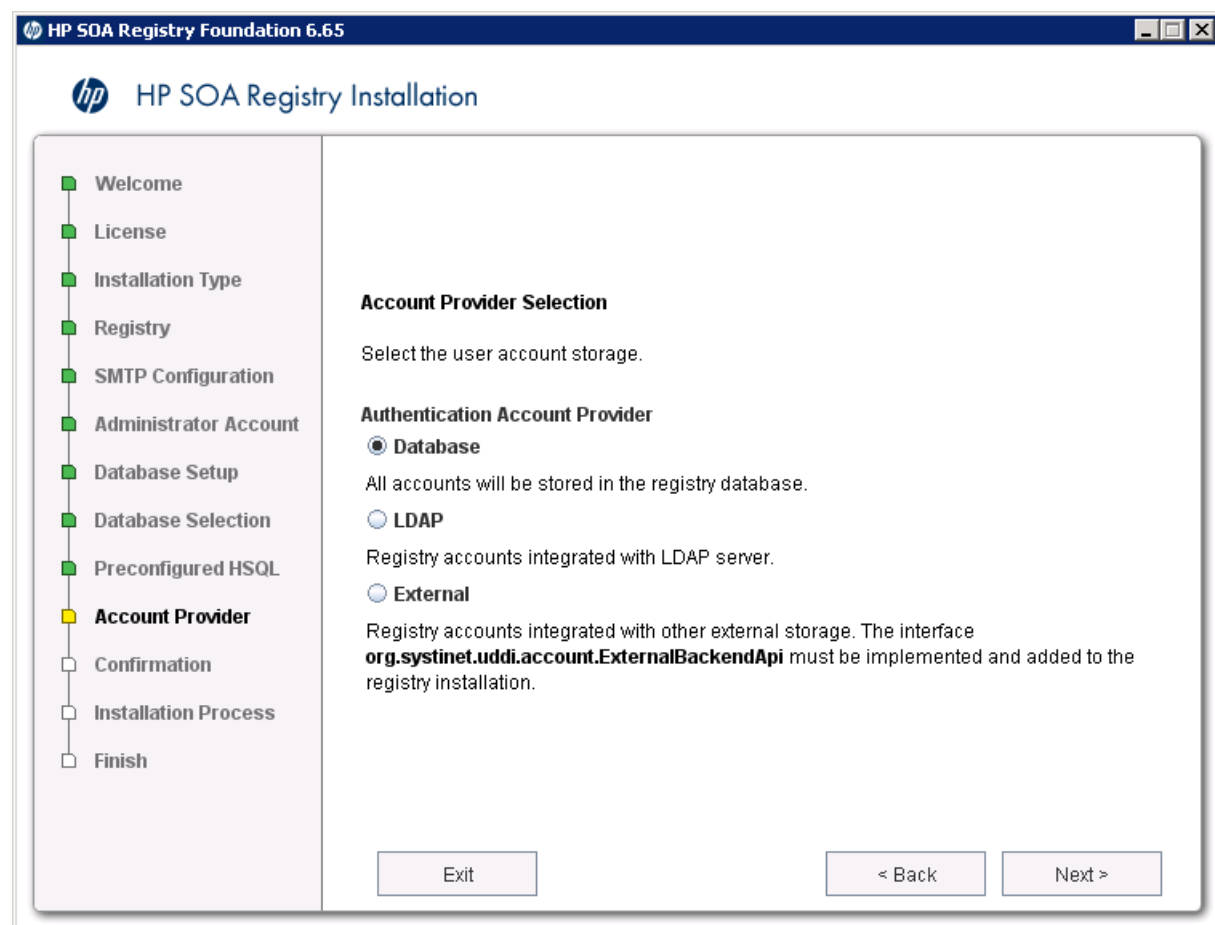 HP SOA Registry Foundation 6.65
hp HP SOA Registry Installation
Welcome
License
Installation Type
Registry
SMTP Configuration
Administrator Account
Database Setup
Database Selection
Preconfigured HSQL
Account Provider
Confirmation
Installation Process
Finish
Account Provider Selection
Select the user account storage.
Authentication Account Provider
Database
All accounts will be stored in the registry database.
LDAP
Registry accounts integrated with LDAP server.
External
Registry accounts integrated with other external storage. The interface
org.systinet.uddi.account.ExternalBackendApi must be implemented and added to the
registry installation.
Exit
< Back
Next >